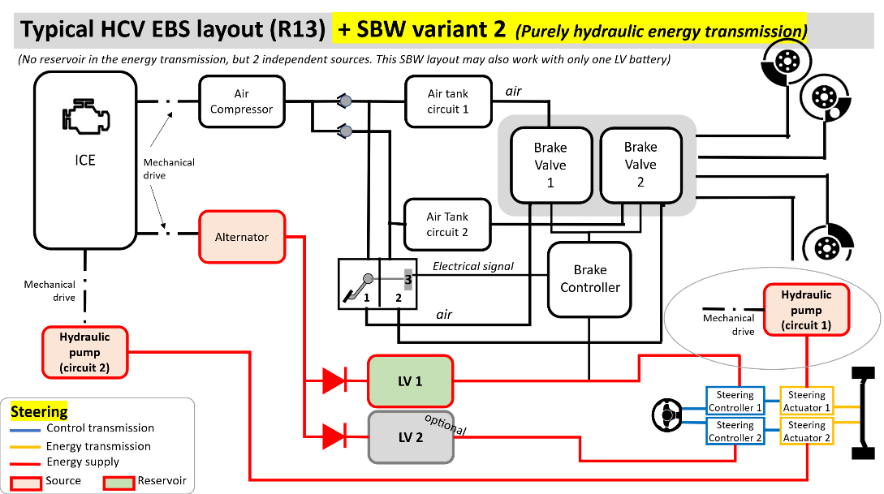 Typical HCV EBS layout (R13) + SBW variant 2 (Purely hydraulic energy transmission)
(No reservoir in the energy transmission, but 2 independent sources. This SBW layout may also work with only one LV battery)
ICE
Mechanical
drive
Air
Compressor
Air tank
circuit 1
air
Brake
Valve
1
Brake
Valve
2
Alternator
Air Tank
circuit 2
Mechanical
drive
1
2
3
Electrical signal
air
Brake
Controller
Hydraulic
pump
(circuit 2)
Mechanical
drive
Hydraulic
pump
(circuit 1)
LV 1
LV 2
optional
Steering
Controller 1
Steering
Actuator 1
Steering
Controller 2
Steering
Actuator 2
Steering
Control transmission
Energy transmission
Energy supply
Source
Reservoir